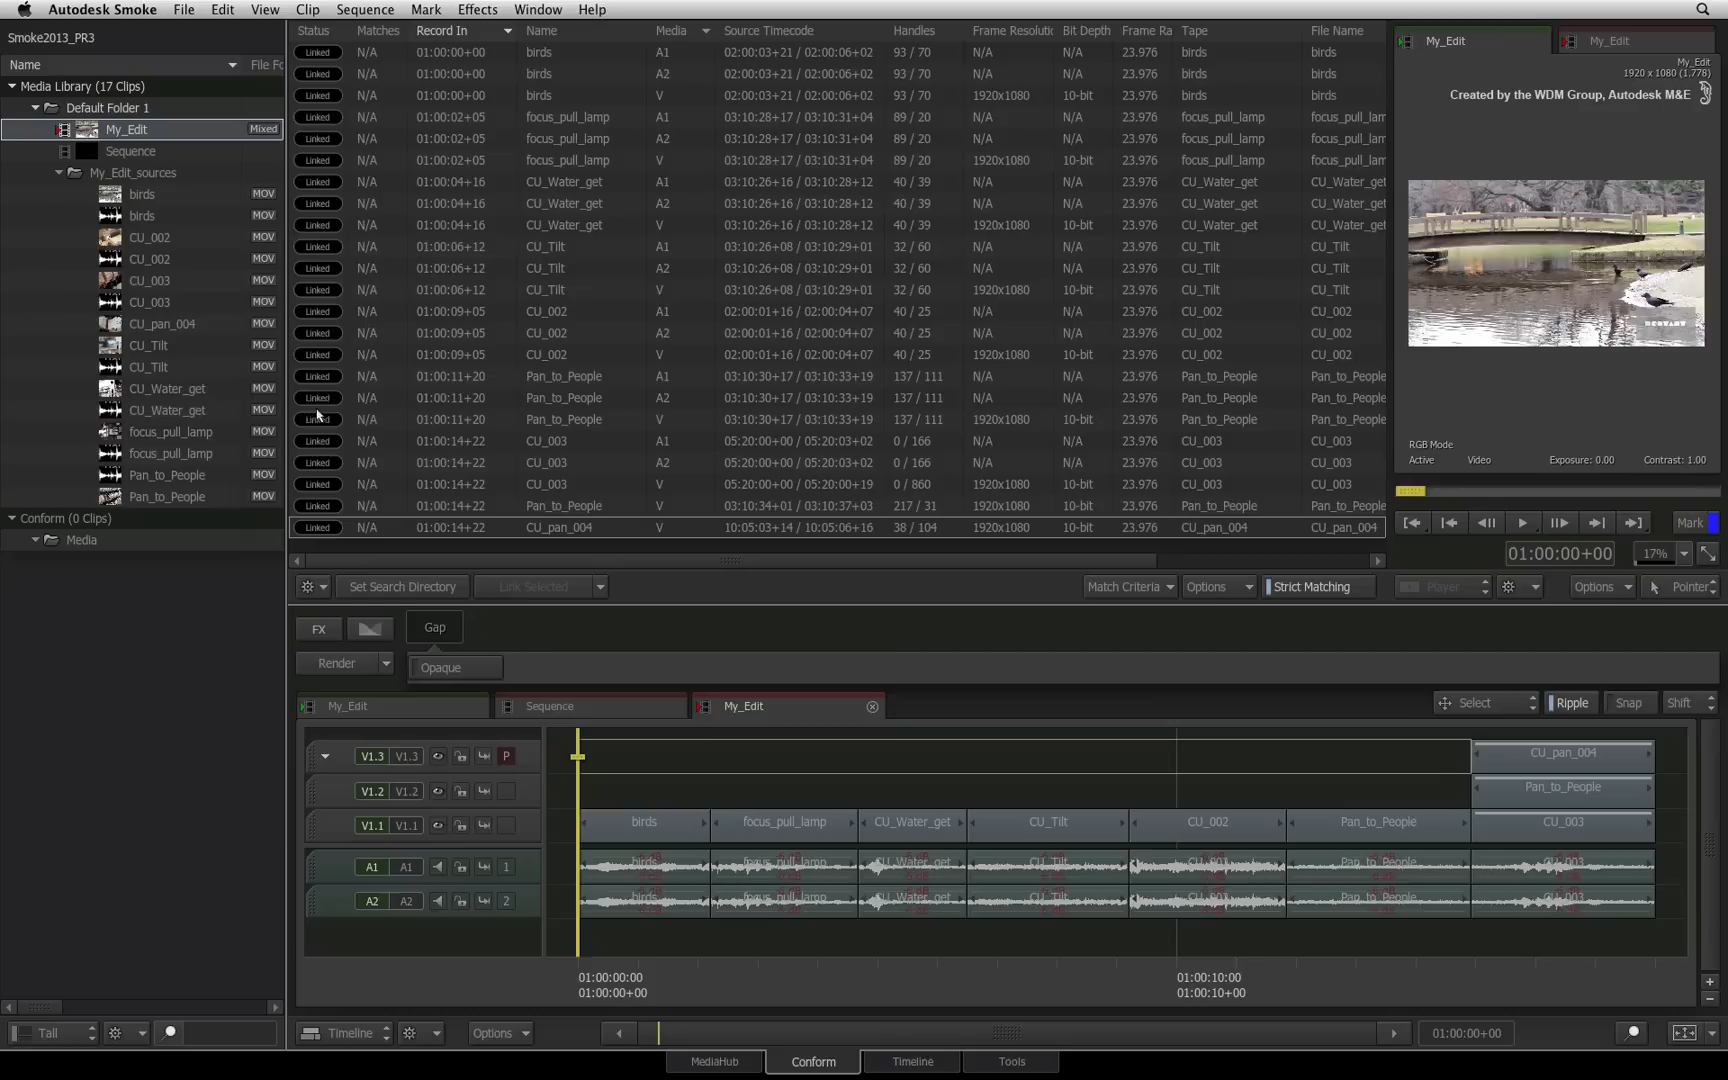 Autodesk Smoke File Edit View Clip Sequence Mark Effects Window Help
Smoke2013_PR3
Name File Fo
Media Library (17 Clips)
Default Folder 1
My_Edit Mixed
Sequence
My_Edit_sources
birds MOV
birds MOV
CU_002 MOV
CU_002 MOV
CU_003 MOV
CU_003 MOV
CU_pan_004 MOV
CU_Tilt MOV
CU_Tilt MOV
CU_Water_get MOV
CU_Water_get MOV
focus_pull_lamp MOV
focus_pull_lamp MOV
Pan_to_People MOV
Pan_to_People MOV
Conform (0 Clips)
Media
Tall
Status Matches Record In Name Media Source Timecode Handles Frame Resolutic Bit Depth Frame Ra Tape File Name
Linked N/A 01:00:00+00 birds A1 02:00:03+21 / 02:00:06+02 93 / 70 N/A N/A 23.976 birds birds
Linked N/A 01:00:00+00 birds A2 02:00:03+21 / 02:00:06+02 93 / 70 N/A N/A 23.976 birds birds
Linked N/A 01:00:00+00 birds V 02:00:03+21 / 02:00:06+02 93 / 70 1920x1080 10-bit 23.976 birds birds
Linked N/A 01:00:02+05 focus_pull_lamp A1 03:10:28+17 / 03:10:31+04 89 / 20 N/A N/A 23.976 focus_pull_lamp focus_pull_lar
Linked N/A 01:00:02+05 focus_pull_lamp A2 03:10:28+17 / 03:10:31+04 89 / 20 N/A N/A 23.976 focus_pull_lamp focus_pull_lar
Linked N/A 01:00:02+05 focus_pull_lamp V 03:10:28+17 / 03:10:31+04 89 / 20 1920x1080 10-bit 23.976 focus_pull_lamp focus_pull_lar
Linked N/A 01:00:04+16 CU_Water_get A1 03:10:26+16 / 03:10:28+12 40 / 39 N/A N/A 23.976 CU_Water_get CU_Water_get
Linked N/A 01:00:04+16 CU_Water_get A2 03:10:26+16 / 03:10:28+12 40 / 39 N/A N/A 23.976 CU_Water_get CU_Water_get
Linked N/A 01:00:04+16 CU_Water_get V 03:10:26+16 / 03:10:28+12 40 / 39 1920x1080 10-bit 23.976 CU_Water_get CU_Water_get
Linked N/A 01:00:06+12 CU_Tilt A1 03:10:26+08 / 03:10:29+01 32 / 60 N/A N/A 23.976 CU_Tilt CU_Tilt
Linked N/A 01:00:06+12 CU_Tilt A2 03:10:26+08 / 03:10:29+01 32 / 60 N/A N/A 23.976 CU_Tilt CU_Tilt
Linked N/A 01:00:06+12 CU_Tilt V 03:10:26+08 / 03:10:29+01 32 / 60 1920x1080 10-bit 23.976 CU_Tilt CU_Tilt
Linked N/A 01:00:09+05 CU_002 A1 02:00:01+16 / 02:00:04+07 40 / 25 N/A N/A 23.976 CU_002 CU_002
Linked N/A 01:00:09+05 CU_002 A2 02:00:01+16 / 02:00:04+07 40 / 25 N/A N/A 23.976 CU_002 CU_002
Linked N/A 01:00:09+05 CU_002 V 02:00:01+16 / 02:00:04+07 40 / 25 1920x1080 10-bit 23.976 CU_002 CU_002
Linked N/A 01:00:11+20 Pan_to_People A1 03:10:30+17 / 03:10:33+19 137 / 111 N/A N/A 23.976 Pan_to_People Pan_to_People
Linked N/A 01:00:11+20 Pan_to_People A2 03:10:30+17 / 03:10:33+19 137 / 111 N/A N/A 23.976 Pan_to_People Pan_to_People
Linked N/A 01:00:11+20 Pan_to_People V 03:10:30+17 / 03:10:33+19 137 / 111 1920x1080 10-bit 23.976 Pan_to_People Pan_to_People
Linked N/A 01:00:14+22 CU_003 A1 05:20:00+00 / 05:20:03+02 0 / 166 N/A N/A 23.976 CU_003 CU_003
Linked N/A 01:00:14+22 CU_003 A2 05:20:00+00 / 05:20:03+02 0 / 166 N/A N/A 23.976 CU_003 CU_003
Linked N/A 01:00:14+22 CU_003 V 05:20:00+00 / 05:20:00+19 0 / 860 1920x1080 10-bit 23.976 CU_003 CU_003
Linked N/A 01:00:14+22 Pan_to_People V 03:10:34+01 / 03:10:37+03 217 / 31 1920x1080 10-bit 23.976 Pan_to_People Pan_to_People
Linked N/A 01:00:14+22 CU_pan_004 V 10:05:03+14 / 10:05:06+16 38 / 104 1920x1080 10-bit 23.976 CU_pan_004 CU_pan_004
Set Search Directory Link Selected Match Criteria Options Strict Matching
My_Edit My_Edit
My_Edit
1920 x 1080 (1.778)
Created by the WDM Group, Autodesk M&E
RGB Mode
Active Video Exposure: 0.00 Contrast: 1.00
Mark
01:00:00+00 17%
Player Options Pointer
FX Gap
Render Opaque
My_Edit Sequence My_Edit Select Ripple Snap Shift
V1.3 V1.3 P CU_pan_004
V1.2 V1.2 Pan_to_People
V1.1 V1.1 birds focus_pull_lamp CU_Water_get CU_Tilt CU_002 Pan_to_People CU_003
A1 A1 1 birds focus_pull_lamp CU_Water_get CU_Tilt Pan_to_People CU_003
A2 A2 2 birds focus_pull_lamp CU_Water_get CU_Tilt Pan_to_People CU_003
01:00:00:00 01:00:10:00
01:00:00+00 01:00:10+00
Timeline Options 01:00:00+00
MediaHub Conform Timeline Tools